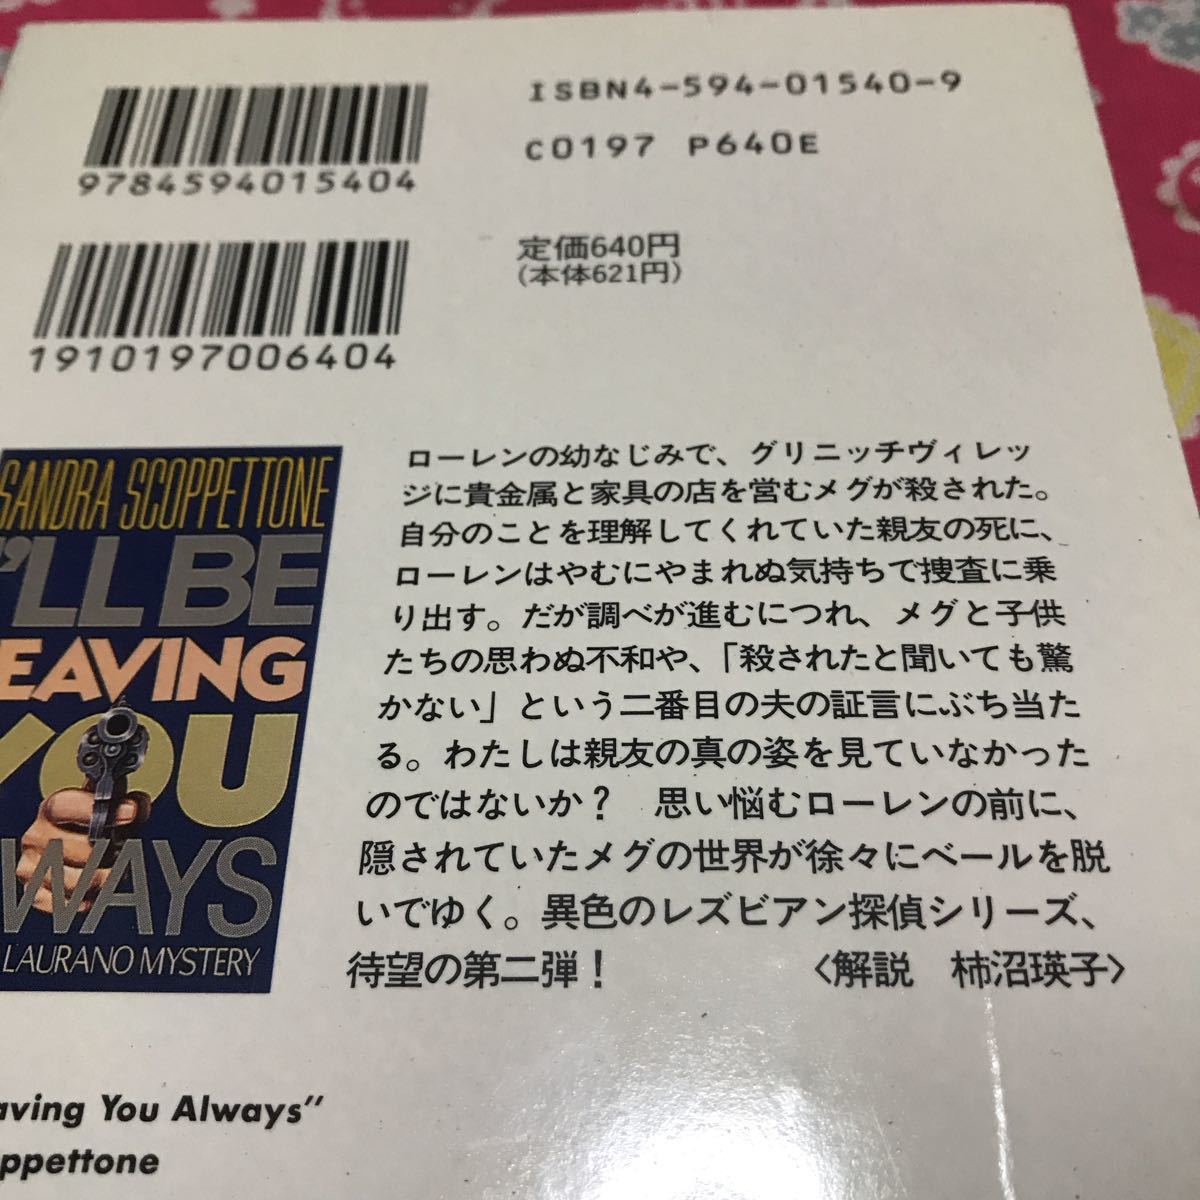 ISBN4-594-01540-9
C0197 P640E
9784594015404
定価640円
(本体621円)
1910197006404
SANDRA SCOPPETTONE
I'LL BE
EAVING
YOU
WAYS
LAURANO MYSTERY
ローレンの幼なじみで、グリニッチヴィレッ
ジに貴金属と家具の店を営むメグが殺された。
自分のことを理解してくれていた親友の死に、
ローレンはやむにやまれぬ気持ちで捜査に乗
り出す。だが調べが進むにつれ、メグと子供
たちの思わぬ不和や、「殺されたと聞いても驚
かない」という二番目の夫の証言にぶち当た
る。わたしは親友の真の姿を見ていなかった
のではないか？　思い悩むローレンの前に、
隠されていたメグの世界が徐々にベールを脱
いでゆく。異色のレズビアン探偵シリーズ、
待望の第二弾！　〈解説　柿沼瑛子〉
aving You Always"
ppettone